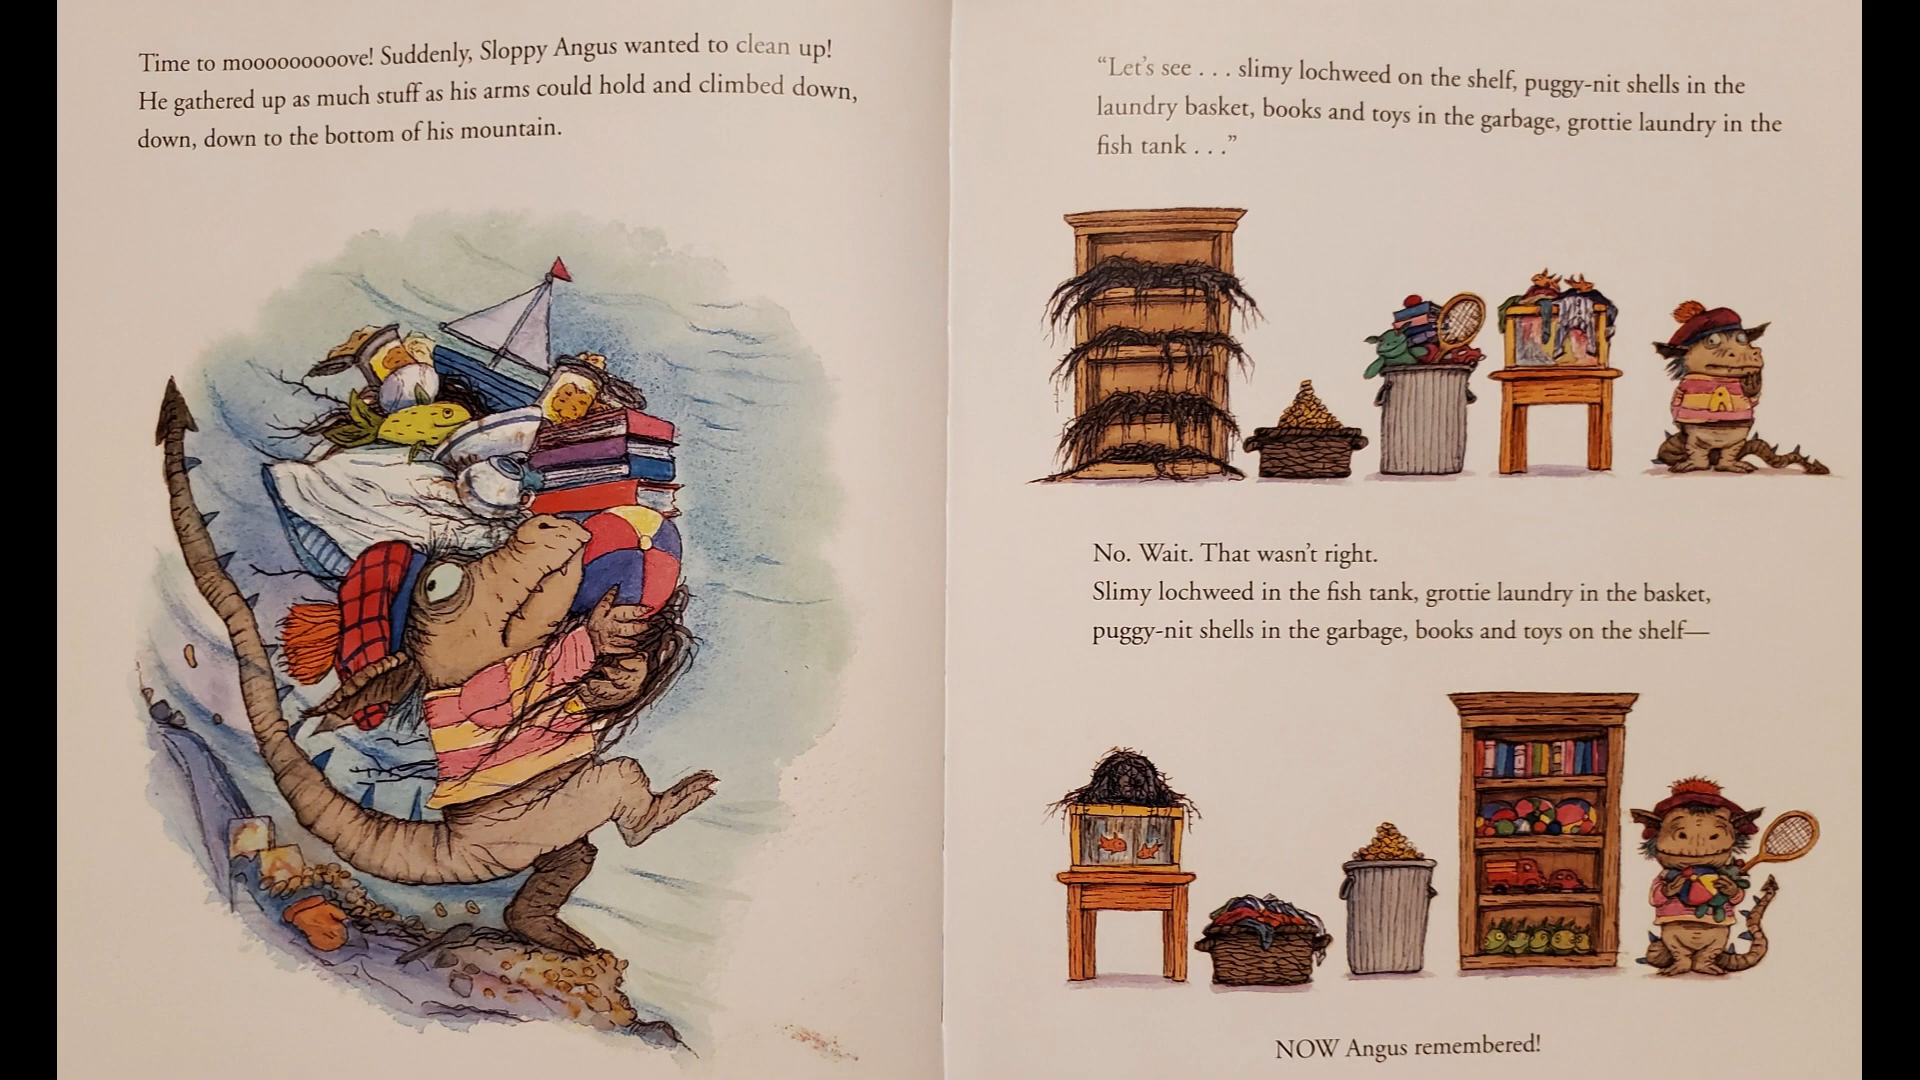 Time to mooooooooove! Suddenly, Sloppy Angus wanted to clean up!
He gathered up as much stuff as his arms could hold and climbed down,
down, down to the bottom of his mountain.
“Let’s see . . . slimy lochweed on the shelf, puggy-nit shells in the
laundry basket, books and toys in the garbage, grottie laundry in the
fish tank . . .”
No. Wait. That wasn’t right.
Slimy lochweed in the fish tank, grottie laundry in the basket,
puggy-nit shells in the garbage, books and toys on the shelf—
NOW Angus remembered!